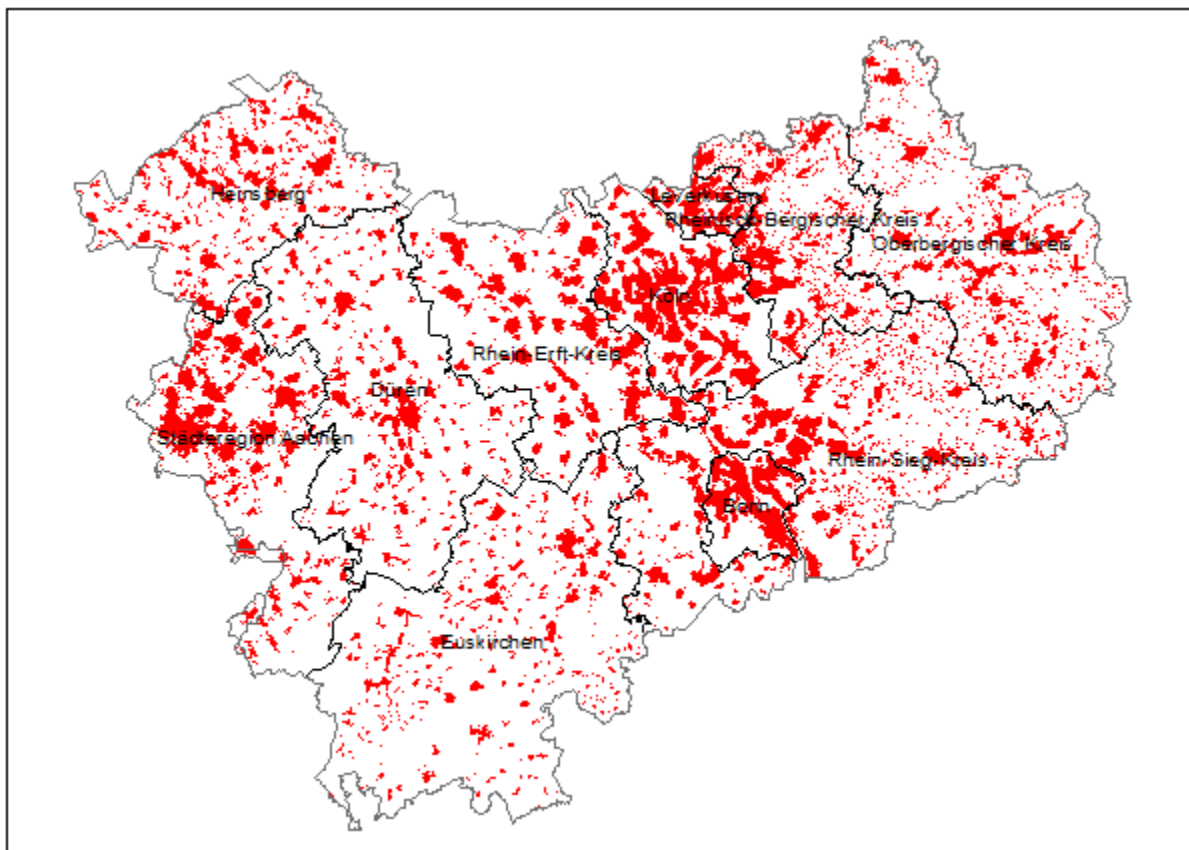 Heinsberg
Leverkusen
Rheinisch-Bergischer Kreis
Oberbergischer Kreis
Köln
Rhein-Erft-Kreis
Düren
Städteregion Aachen
Rhein-Sieg-Kreis
Bonn
Euskirchen